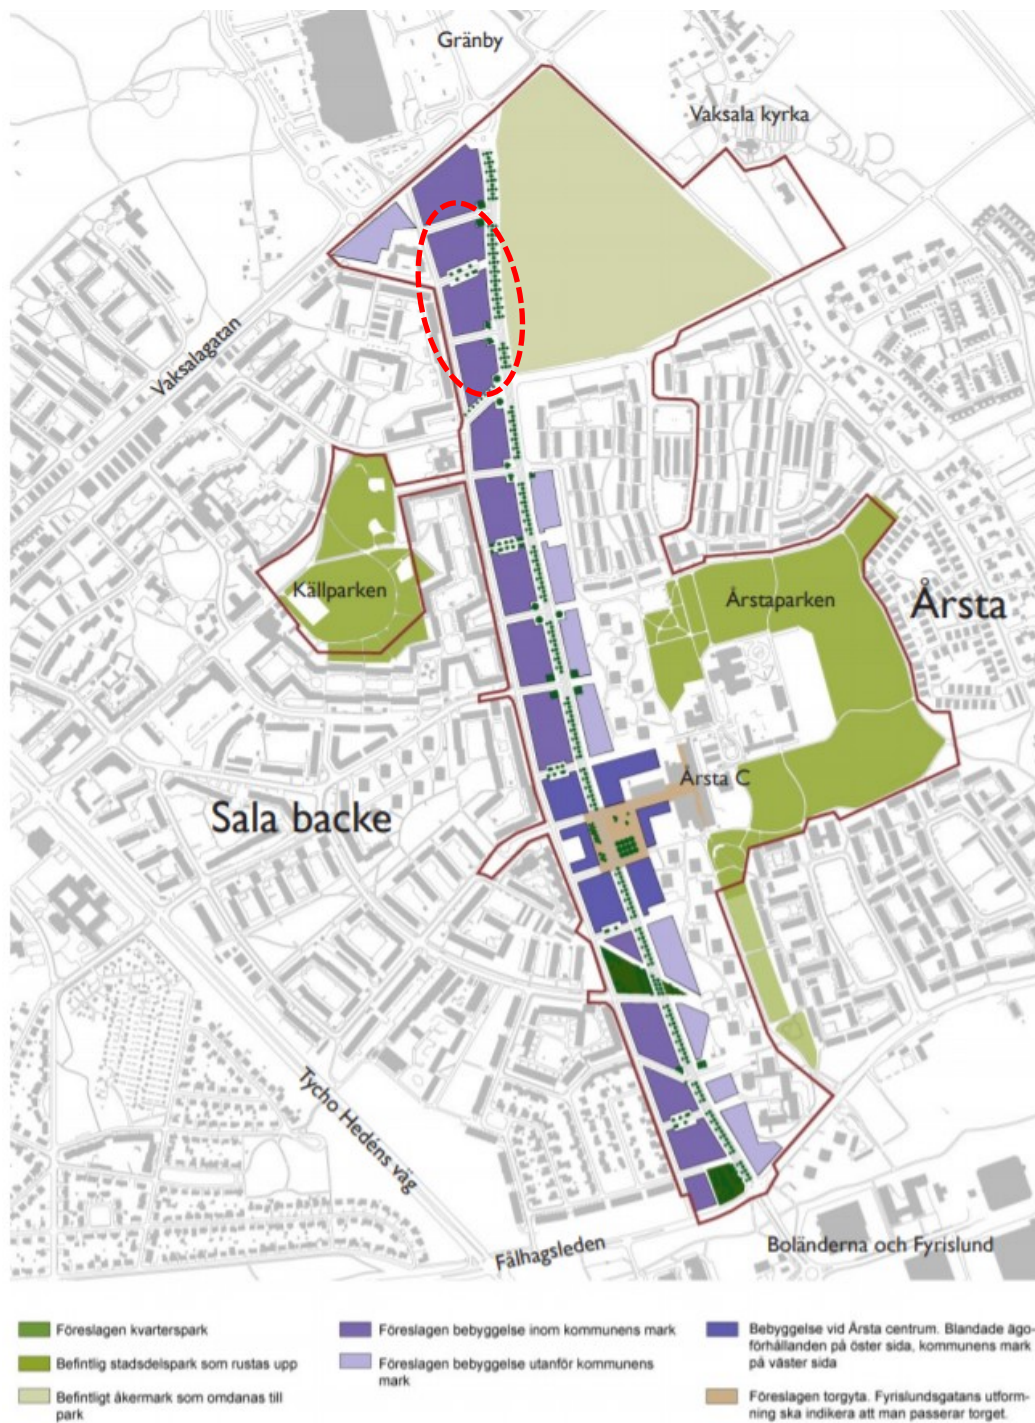 Gränby
Vaksala kyrka
Vaksalagatan
Källparken
Årstaparken
Årsta
Årsta C
Sala backe
Tycho Hedéns väg
Fålhagsleden
Boländerna och Fyrislund
Föreslagen kvarterspark
Befintlig stadsdelspark som rustas upp
Befintligt åkermark som omdanas till
park
Föreslagen bebyggelse inom kommunens mark
Föreslagen bebyggelse utanför kommunens
mark
Bebyggelse vid Årsta centrum. Blandade ägo-
förhållanden på öster sida, kommunens mark
på väster sida
Föreslagen torgyta. Fyrislundsgatans utform-
ning ska indikera att man passerar torget.